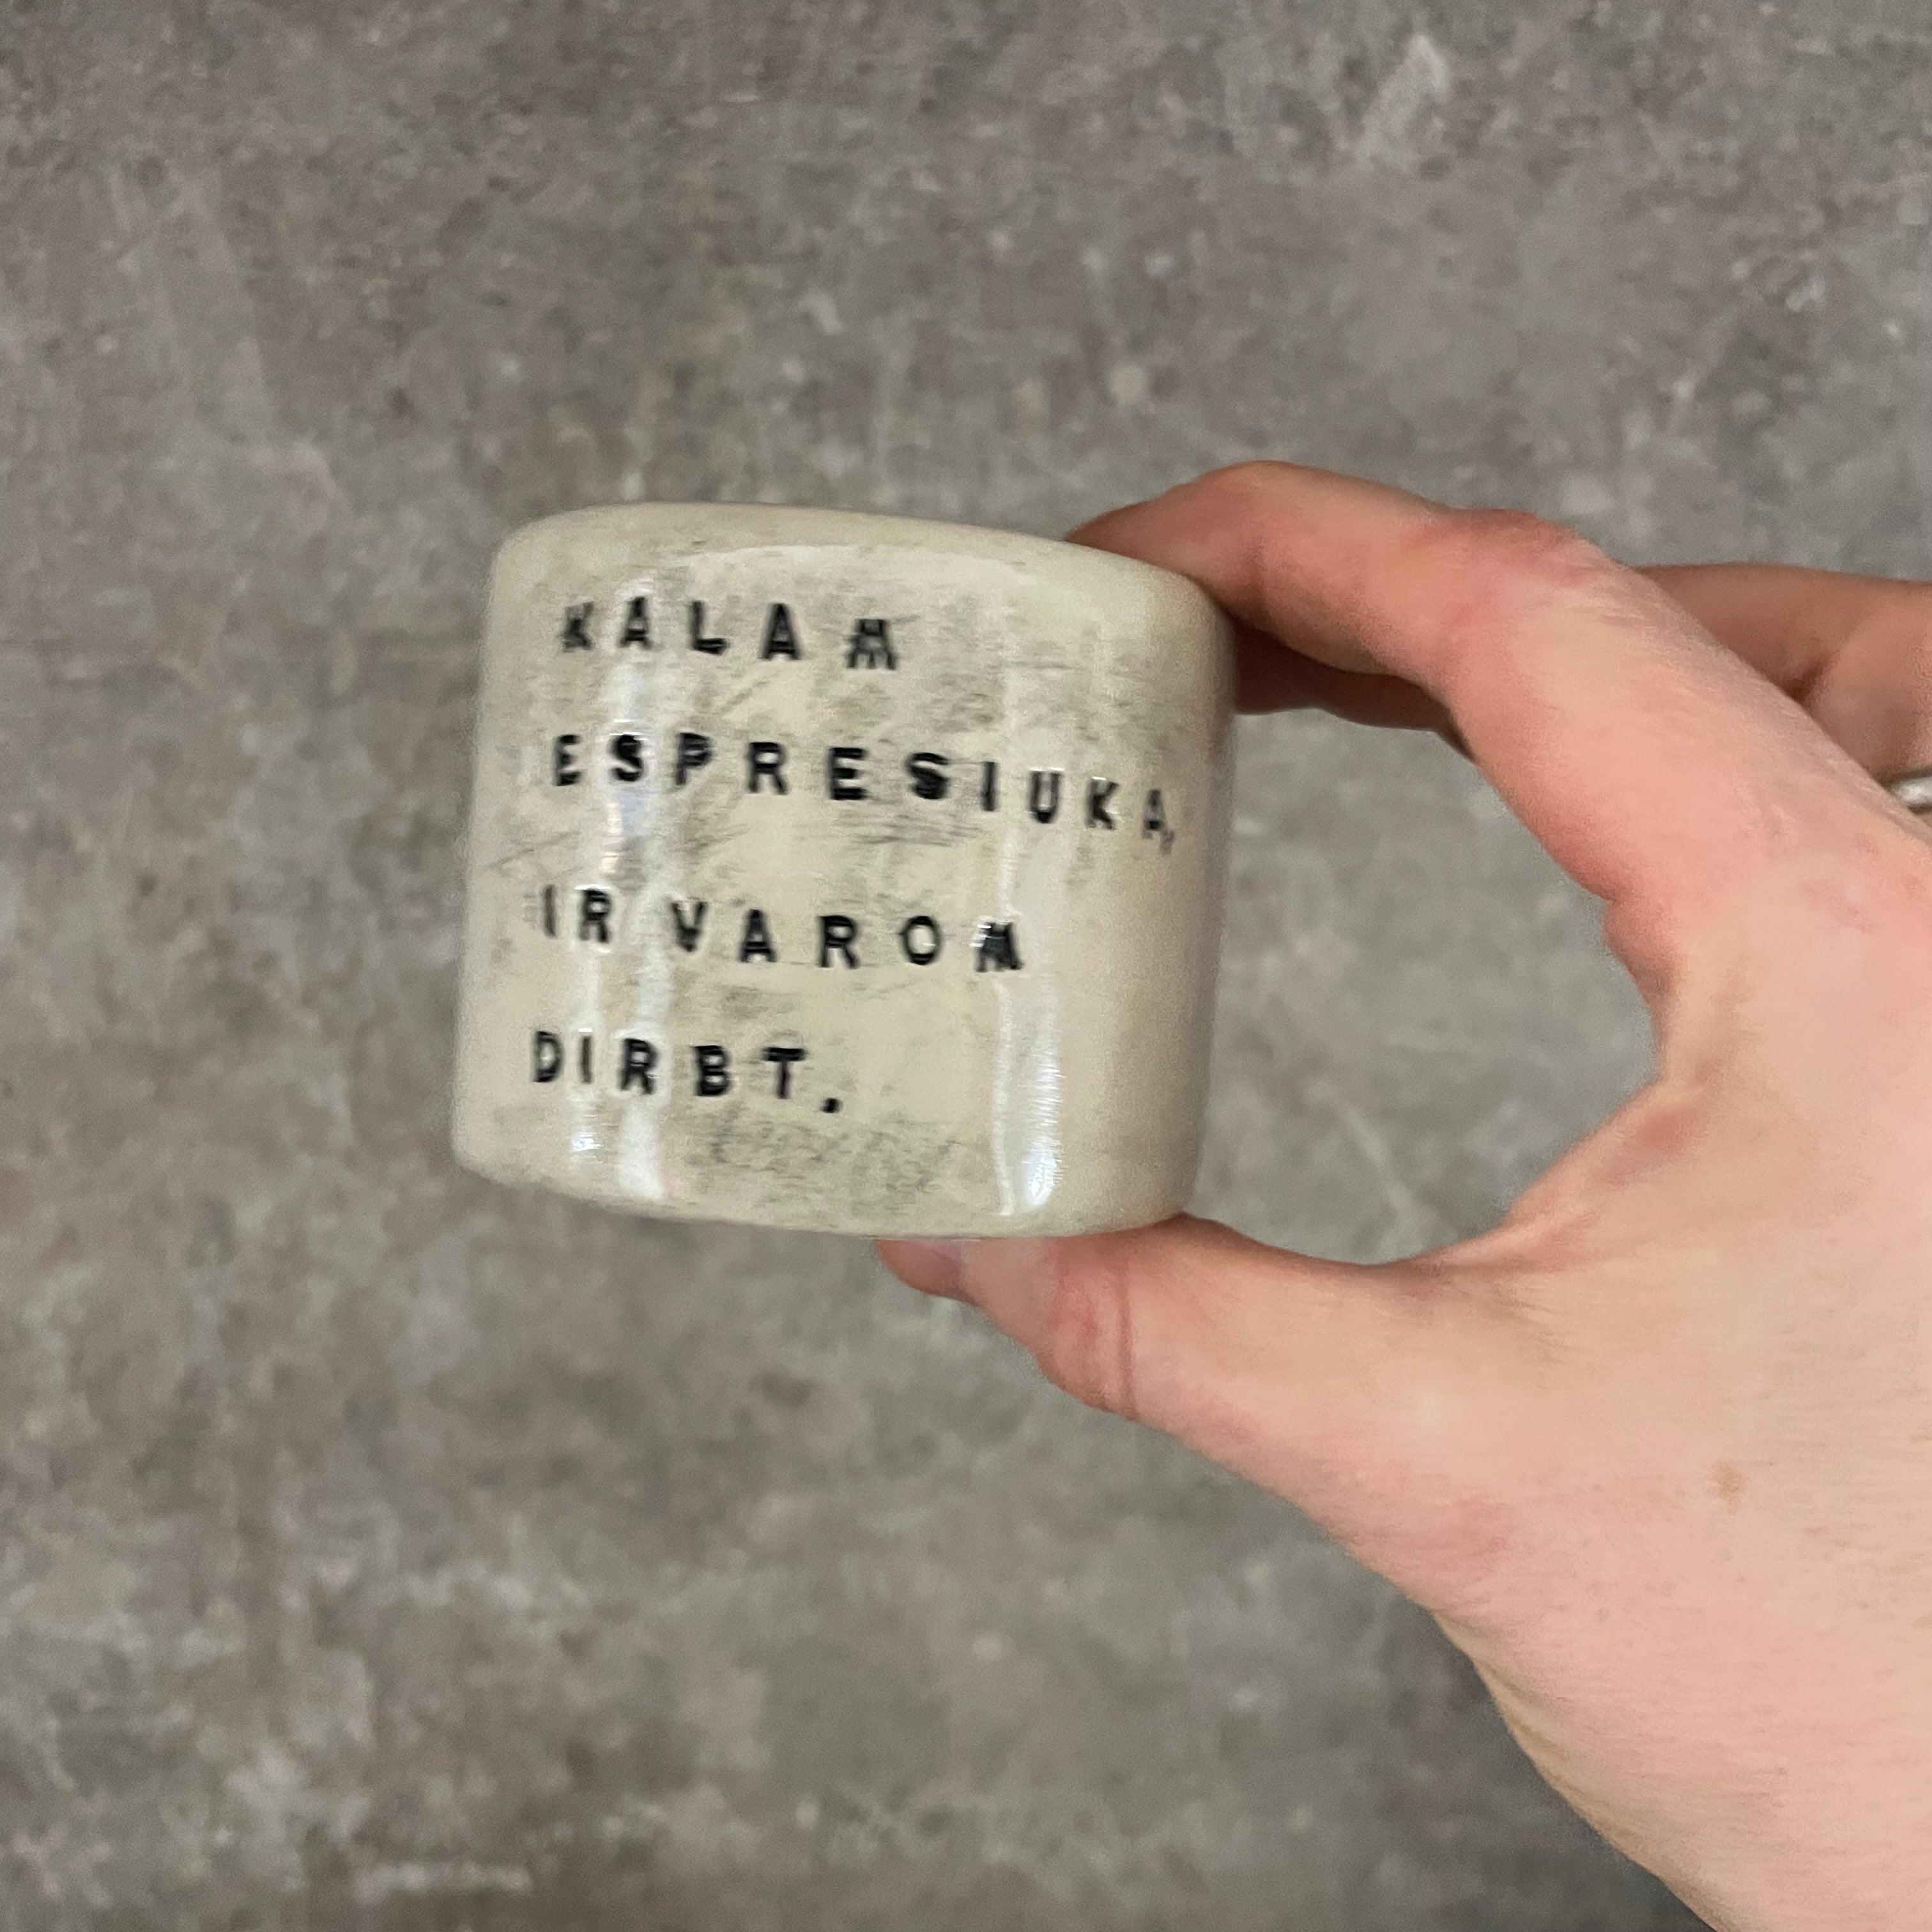 KALAM
ESPRESIUKĄ
IR VAROM
DIRBT.